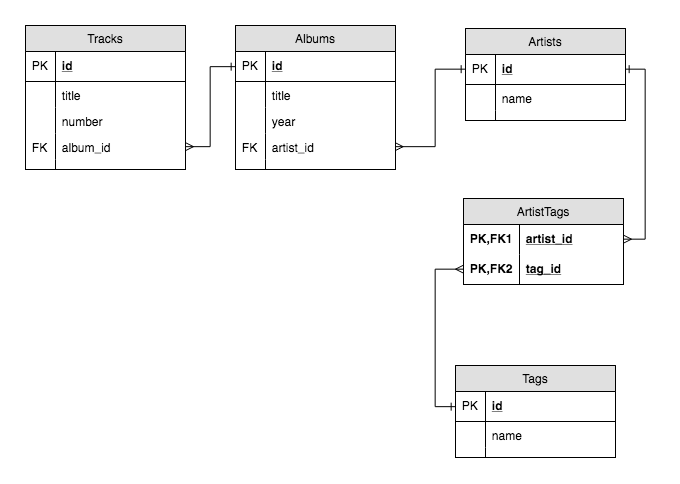 Tracks
PK id
title
number
FK album_id
Albums
PK id
title
year
FK artist_id
Artists
PK id
name
ArtistTags
PK,FK1 artist_id
PK,FK2 tag_id
Tags
PK id
name